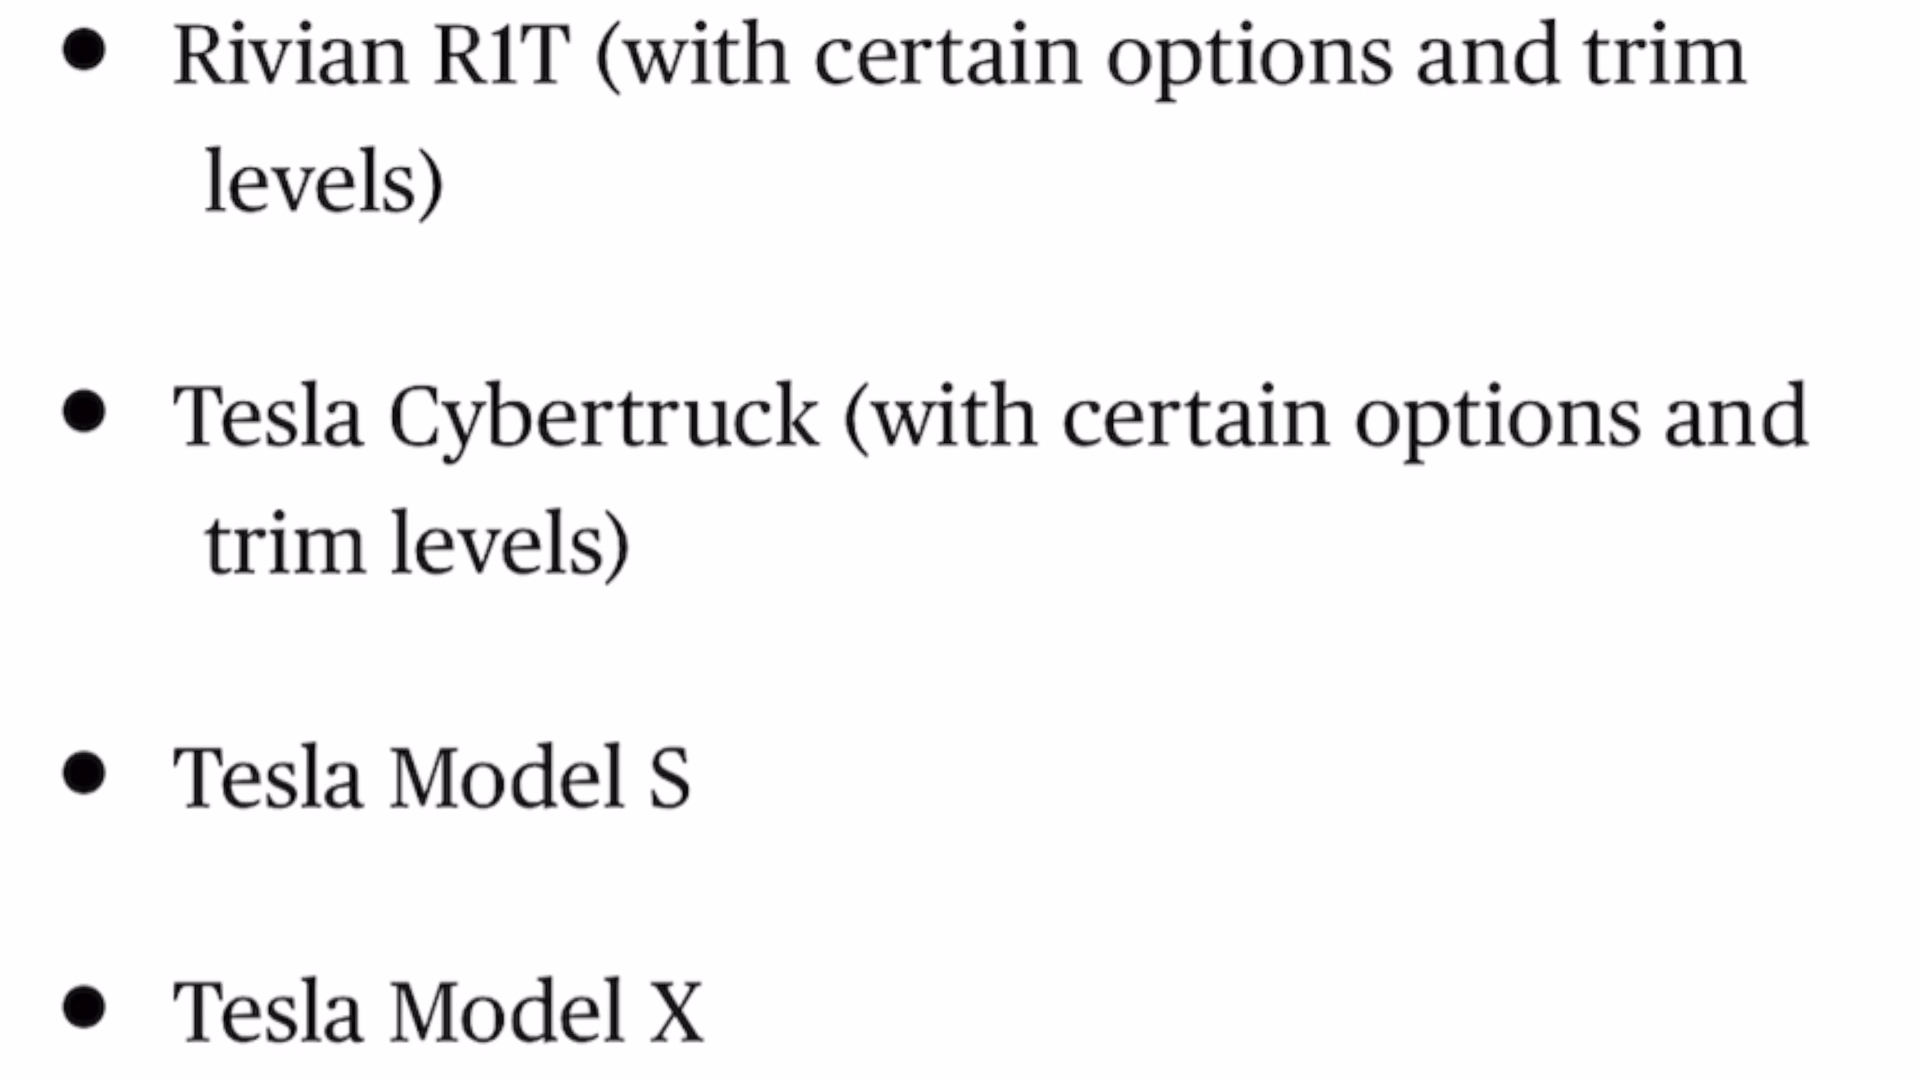 ● Rivian R1T (with certain options and trim
levels)
● Tesla Cybertruck (with certain options and
trim levels)
● Tesla Model S
● Tesla Model X